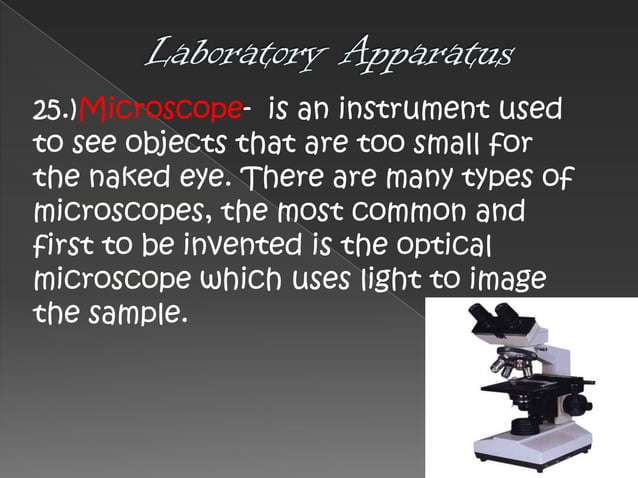 Laboratory Apparatus
25.)Microscope- is an instrument used
to see objects that are too small for
the naked eye. There are many types of
microscopes, the most common and
first to be invented is the optical
microscope which uses light to image
the sample.